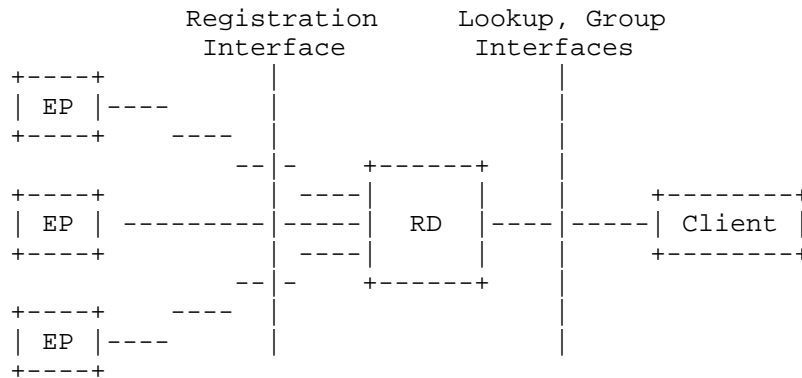 Registration Lookup, Group
Interface Interfaces
EP
EP RD Client
EP